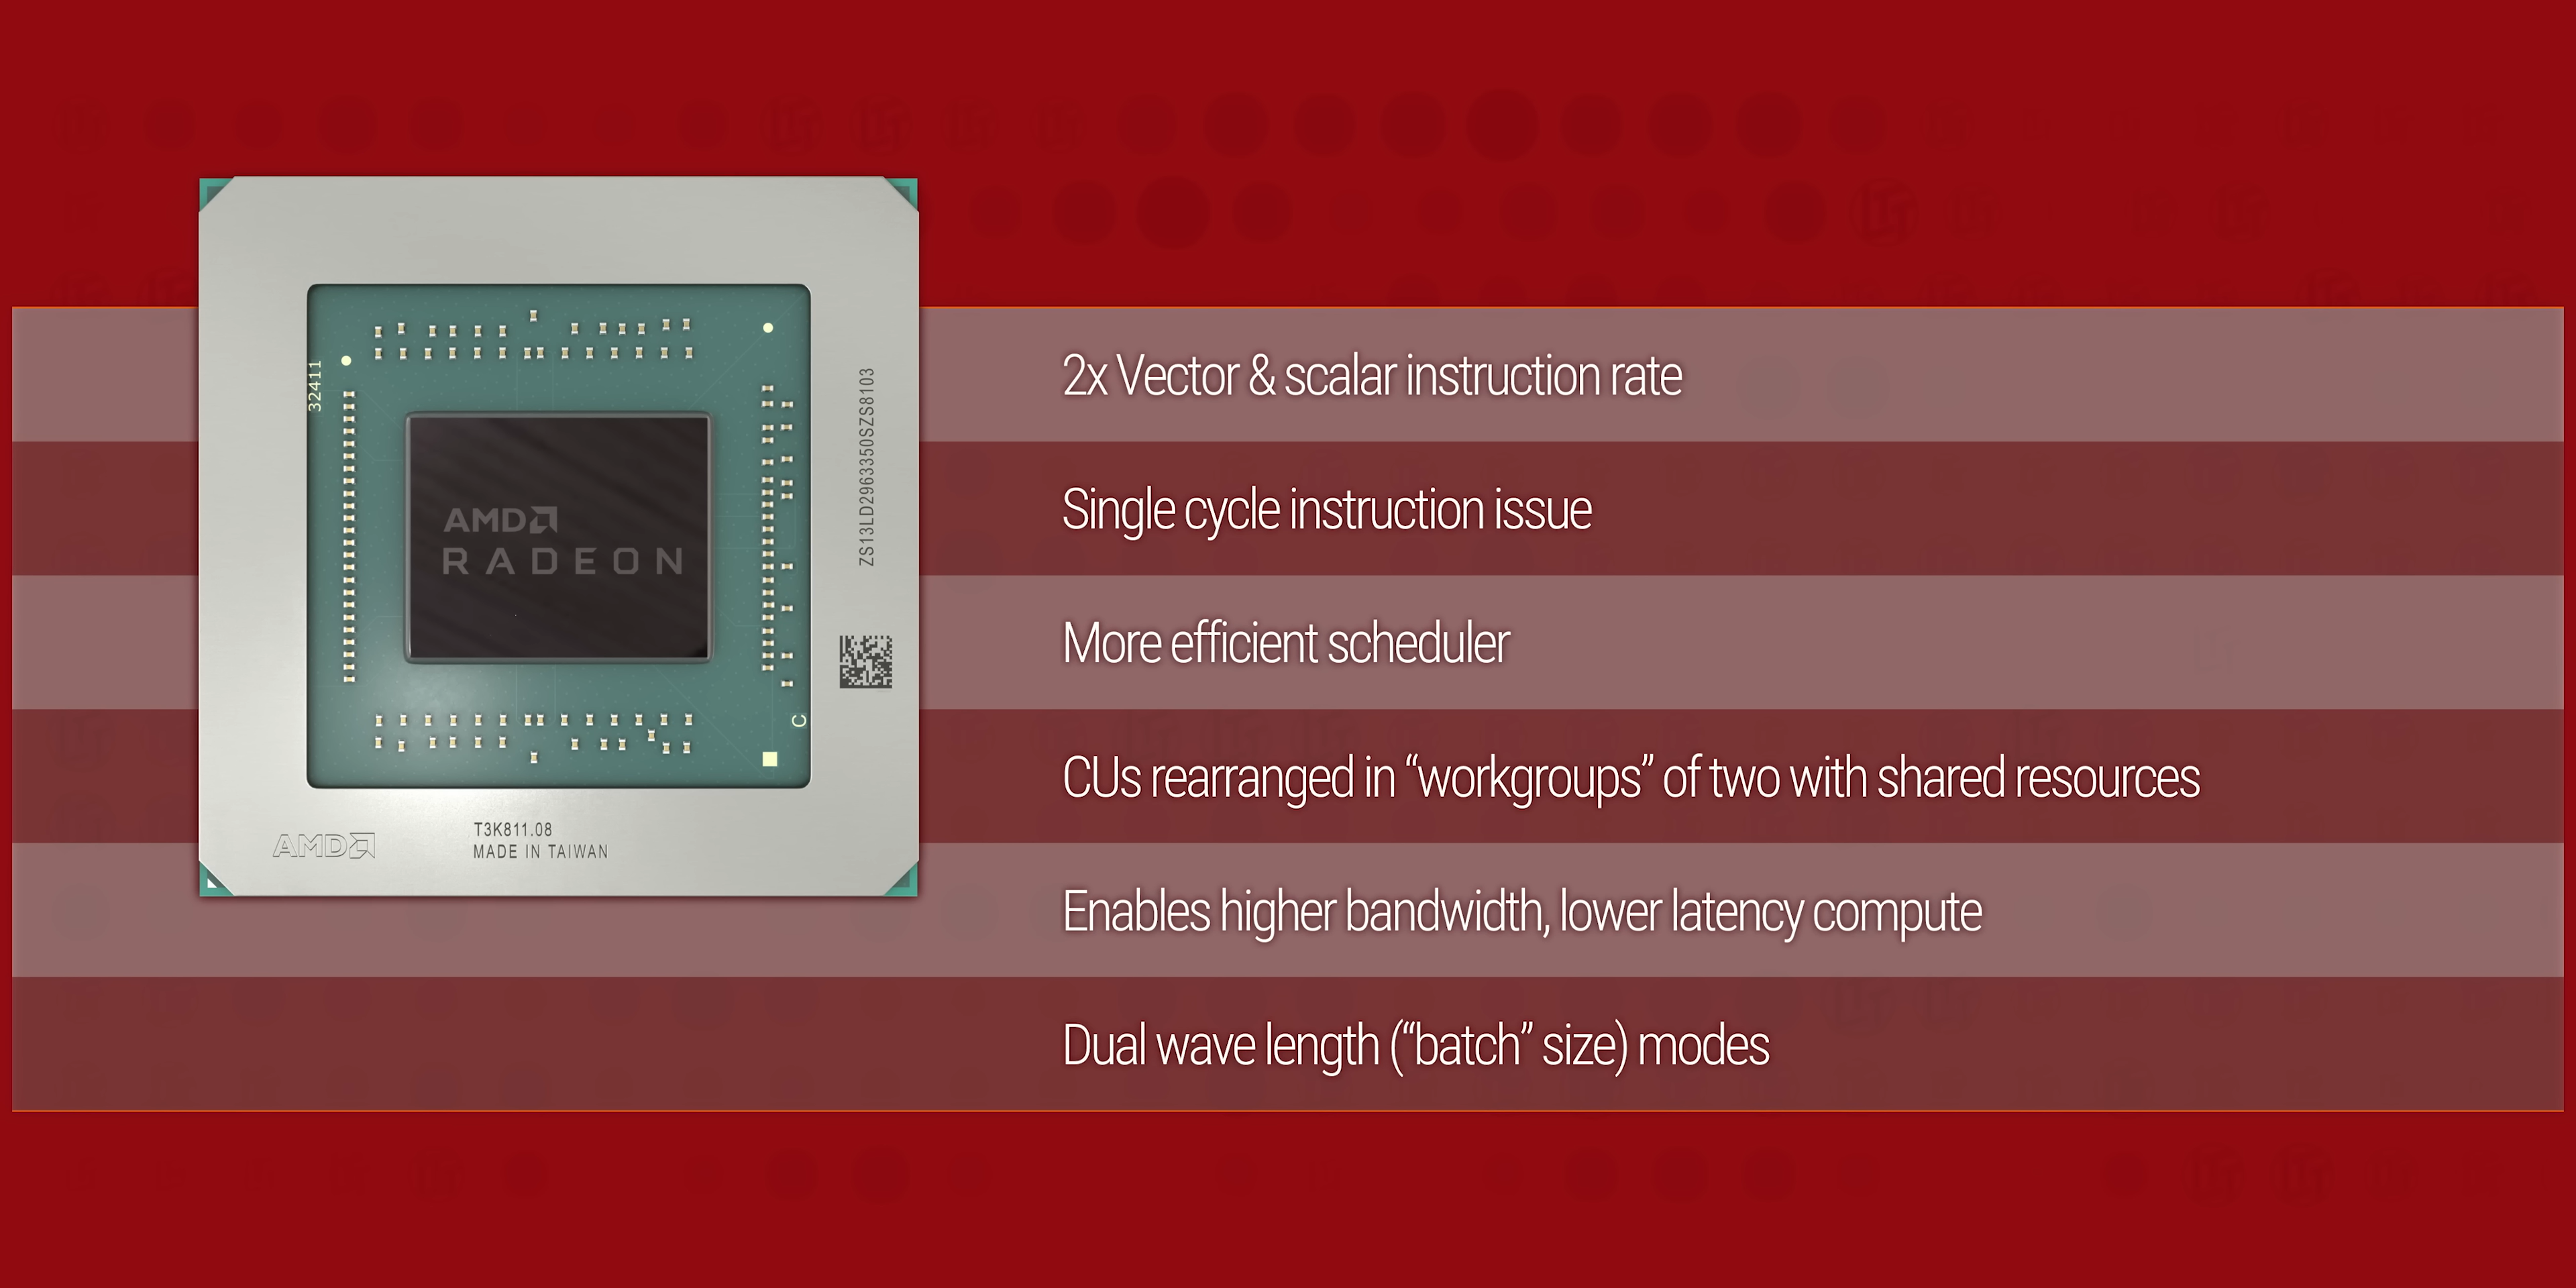 32411
AMD
RADEON
ZS13LD2963350SZS8103
C
AMD
T3K811.08
MADE IN TAIWAN
2x Vector & scalar instruction rate
Single cycle instruction issue
More efficient scheduler
CUs rearranged in “workgroups” of two with shared resources
Enables higher bandwidth, lower latency compute
Dual wave length (“batch” size) modes